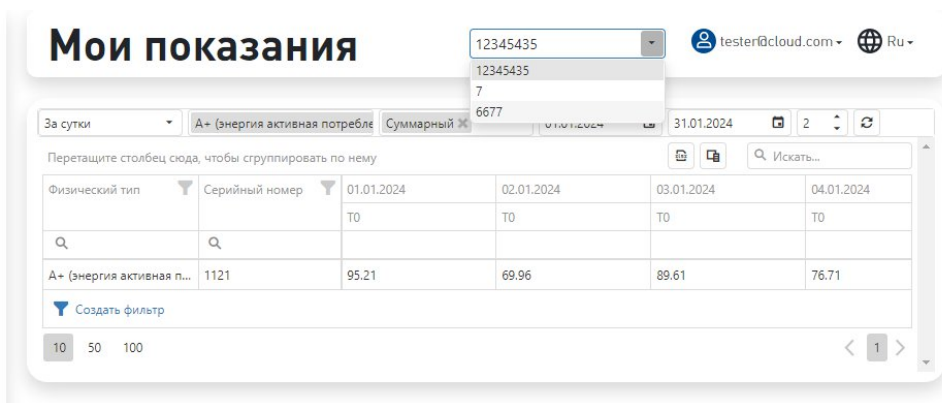 Мои показания
12345435
tester@cloud.com
Ru
12345435
7
6677
За сутки
А+ (энергия активная потребле
Суммарный
01.01.2024
31.01.2024
2
Перетащите столбец сюда, чтобы сгруппировать по нему
Искать...
Физический тип
Серийный номер
01.01.2024
02.01.2024
03.01.2024
04.01.2024
T0
T0
T0
T0
А+ (энергия активная п...
1121
95.21
69.96
89.61
76.71
Создать фильтр
10
50
100
1